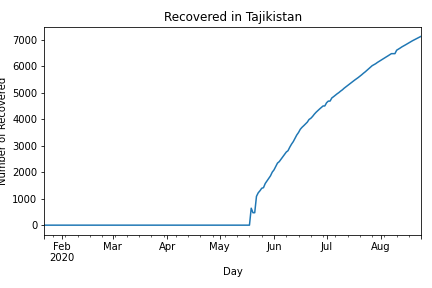 Recovered in Tajikistan
Number of Recovered
7000
6000
5000
4000
3000
2000
1000
0
Feb Mar Apr May Jun Jul Aug
2020
Day